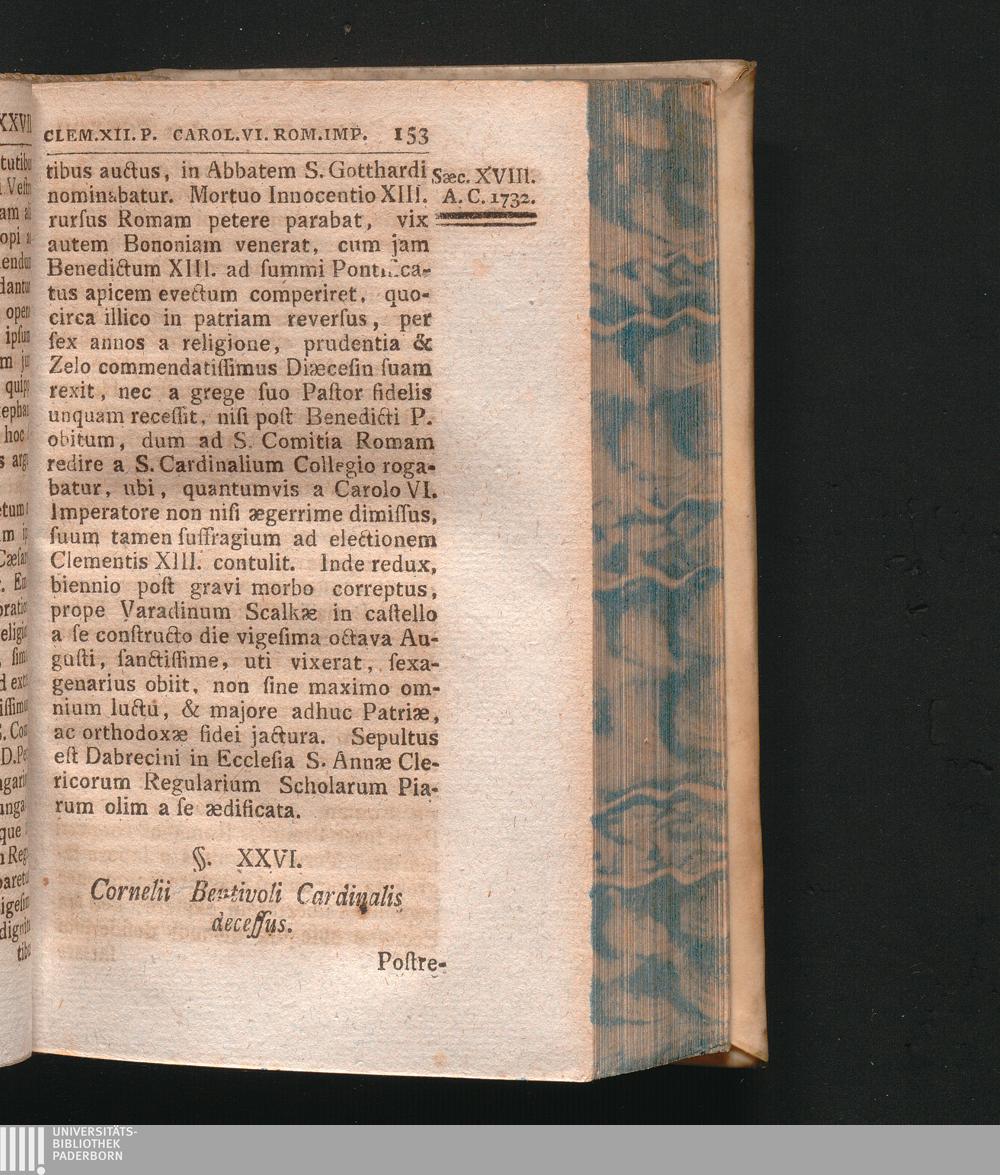 CLEM.XII. P. CAROL.VI. ROM.IMP. 153
tibus auctus, in Abbatem S. Gotthardi
nominabatur. Mortuo Innocentio XIII.
rurſus Romam petere parabat, vix
autem Bononiam venerat, cum jam
Benedictum XIII. ad ſummi Pontifica-
tus apicem evectum comperiret, quo-
circa illico in patriam reverſus, per
ſex annos a religione, prudentia &
Zelo commendatiſſimus Diæceſin ſuam
rexit, nec a grege ſuo Paſtor fidelis
unquam receſſit, niſi poſt Benedicti P.
obitum, dum ad S. Comitia Romam
redire a S. Cardinalium Collegio roga-
batur, ubi, quantumvis a Carolo VI.
Imperatore non niſi ægerrime dimiſſus,
ſuum tamen ſuffragium ad electionem
Clementis XIII. contulit. Inde redux,
biennio poſt gravi morbo correptus,
prope Varadinum Scalkæ in caſtello
a ſe conſtructo die vigeſima octava Au-
guſti, ſanctiſſime, uti vixerat, ſexa-
genarius obiit, non ſine maximo om-
nium luctu, & majore adhuc Patriæ,
ac orthodoxæ fidei jactura. Sepultus
eſt Dabrecini in Eccleſia S. Annæ Cle-
ricorum Regularium Scholarum Pia-
rum olim a ſe ædificata.
Sæc. XVIII.
A. C. 1732.
§. XXVI.
Cornelii Bentivoli Cardinalis
deceſſus.
Poſtre-
UNIVERSITÄTS-
BIBLIOTHEK
PADERBORN